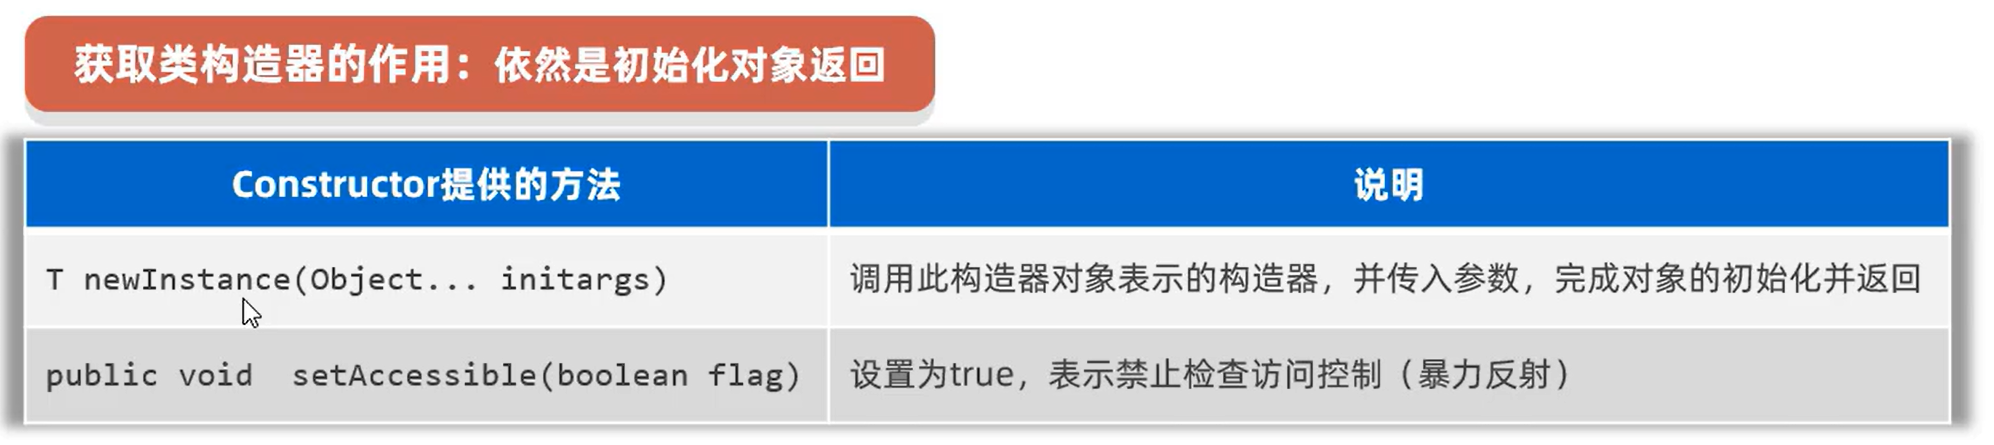 获取类构造器的作用：依然是初始化对象返回
Constructor提供的方法
说明
T newInstance(Object... initargs)
调用此构造器对象表示的构造器，并传入参数，完成对象的初始化并返回
public void  setAccessible(boolean flag)
设置为true，表示禁止检查访问控制（暴力反射）